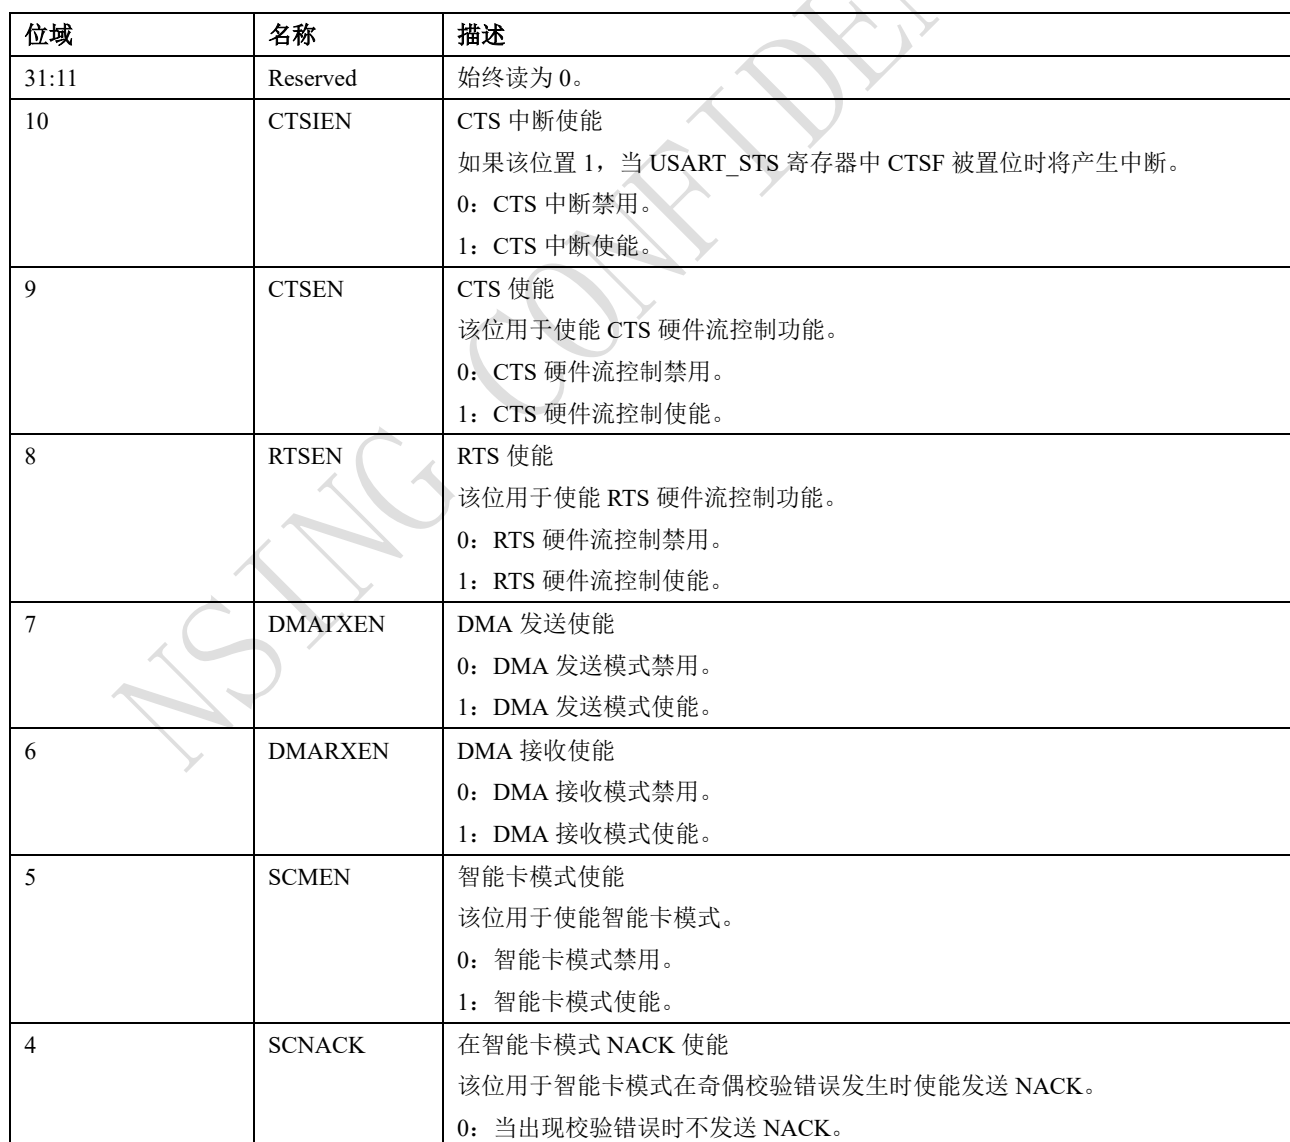 位域 名称 描述
31:11 Reserved 始终读为 0。
10 CTSIEN CTS 中断使能
如果该位置 1，当 USART_STS 寄存器中 CTSF 被置位时将产生中断。
0：CTS 中断禁用。
1：CTS 中断使能。
9 CTSEN CTS 使能
该位用于使能 CTS 硬件流控制功能。
0：CTS 硬件流控制禁用。
1：CTS 硬件流控制使能。
8 RTSEN RTS 使能
该位用于使能 RTS 硬件流控制功能。
0：RTS 硬件流控制禁用。
1：RTS 硬件流控制使能。
7 DMATXEN DMA 发送使能
0：DMA 发送模式禁用。
1：DMA 发送模式使能。
6 DMARXEN DMA 接收使能
0：DMA 接收模式禁用。
1：DMA 接收模式使能。
5 SCMEN 智能卡模式使能
该位用于使能智能卡模式。
0：智能卡模式禁用。
1：智能卡模式使能。
4 SCNACK 在智能卡模式 NACK 使能
该位用于智能卡模式在奇偶校验错误发生时使能发送 NACK。
0：当出现校验错误时不发送 NACK。
NSING CONFIDEN